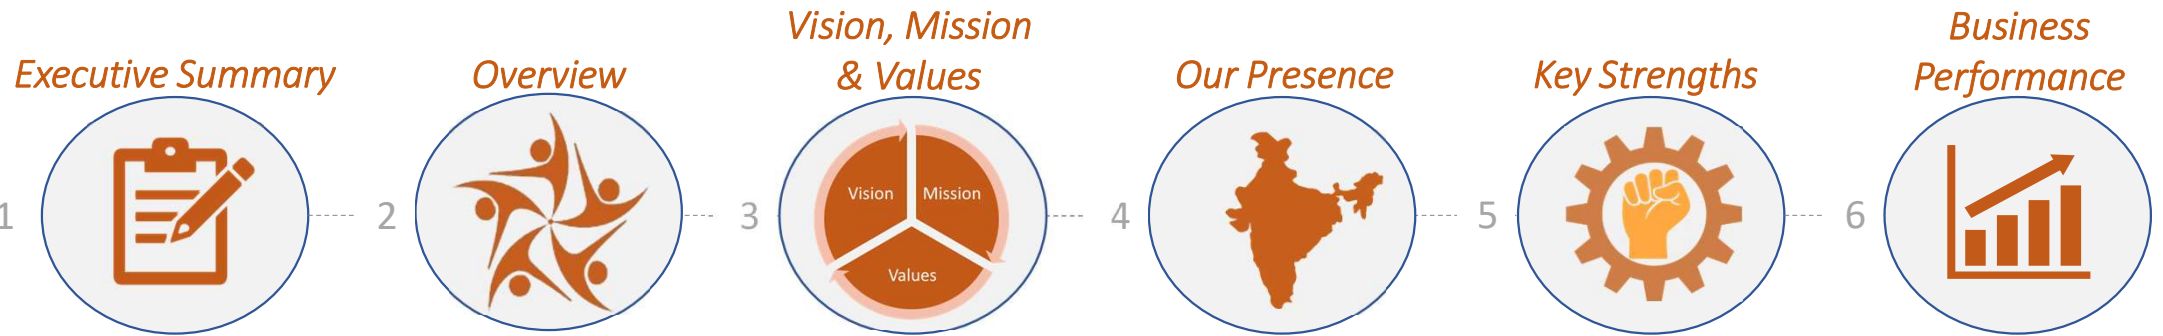 Executive Summary
Overview
Vision, Mission
& Values
Our Presence
Key Strengths
Business
Performance
1
2
3
Vision
Mission
Values
4
5
6